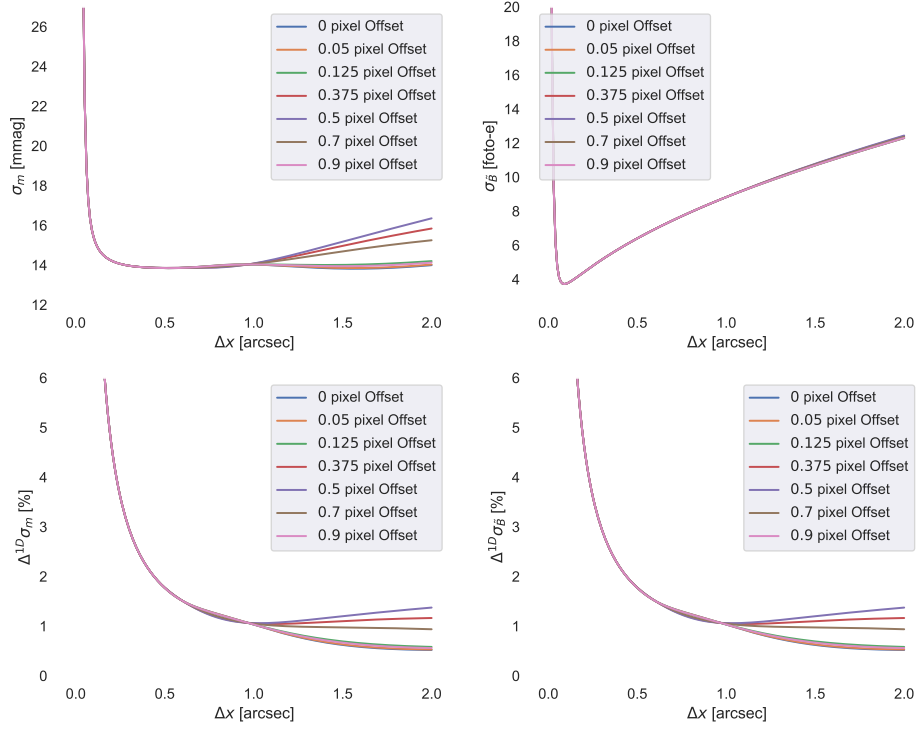 26
24
22
20
18
16
14
12
σm [mmag]
0 pixel Offset
0.05 pixel Offset
0.125 pixel Offset
0.375 pixel Offset
0.5 pixel Offset
0.7 pixel Offset
0.9 pixel Offset
0.0 0.5 1.0 1.5 2.0
Δx [arcsec]
20
18
16
14
12
10
8
6
4
σB̃ [foto-e]
0 pixel Offset
0.05 pixel Offset
0.125 pixel Offset
0.375 pixel Offset
0.5 pixel Offset
0.7 pixel Offset
0.9 pixel Offset
0.0 0.5 1.0 1.5 2.0
Δx [arcsec]
6
5
4
3
2
1
0
Δ1Dσm̃ [%]
0 pixel Offset
0.05 pixel Offset
0.125 pixel Offset
0.375 pixel Offset
0.5 pixel Offset
0.7 pixel Offset
0.9 pixel Offset
0.0 0.5 1.0 1.5 2.0
Δx [arcsec]
6
5
4
3
2
1
0
Δ1DσB̃ [%]
0 pixel Offset
0.05 pixel Offset
0.125 pixel Offset
0.375 pixel Offset
0.5 pixel Offset
0.7 pixel Offset
0.9 pixel Offset
0.0 0.5 1.0 1.5 2.0
Δx [arcsec]